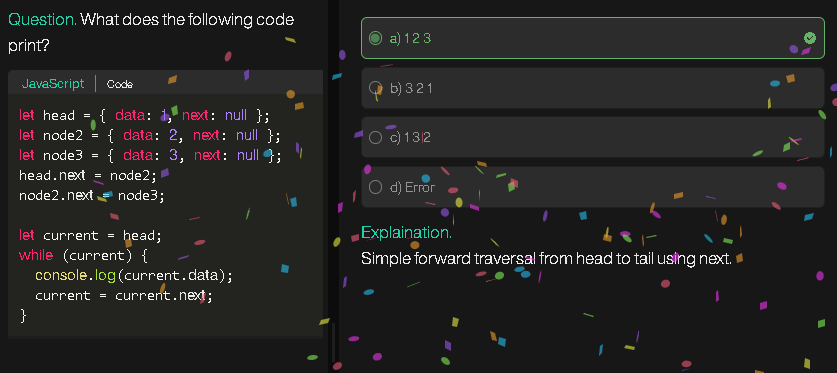 Question. What does the following code
print?
JavaScript Code
let head = { data: 1, next: null };
let node2 = { data: 2, next: null };
let node3 = { data: 3, next: null };
head.next = node2;
node2.next = node3;
let current = head;
while (current) {
console.log(current.data);
current = current.next;
}
a) 1 2 3
b) 3 2 1
c) 1 3 2
d) Error
Explaination.
Simple forward traversal from head to tail using next.